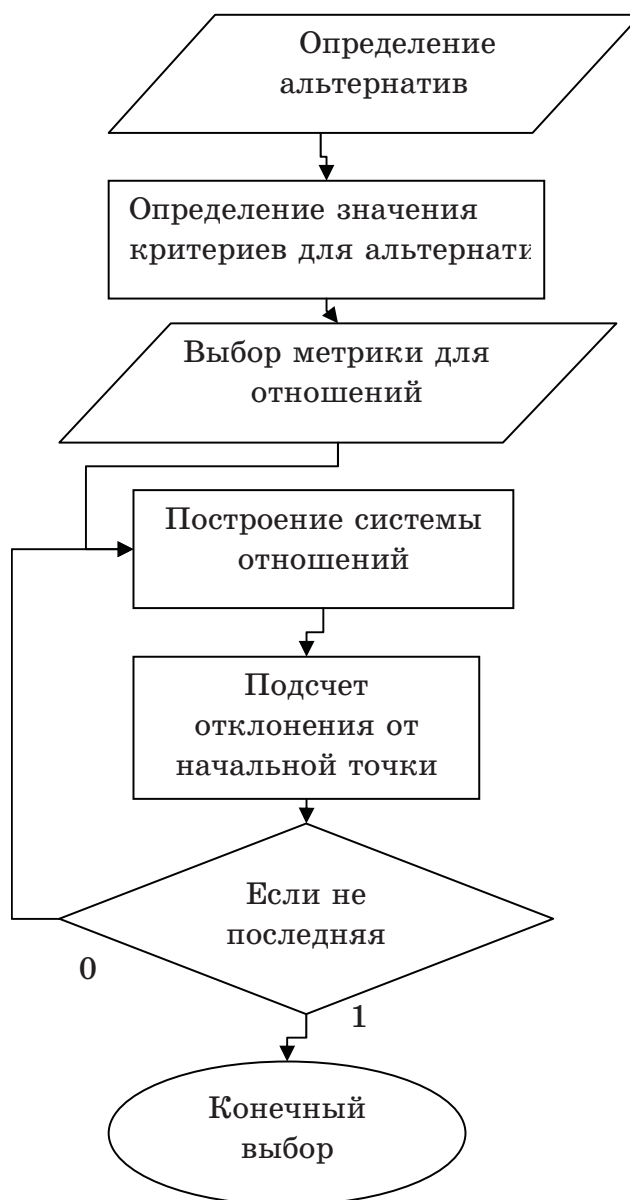 Определение
альтернатив
Определение значения
критериев для альтернати
Выбор метрики для
отношений
Построение системы
отношений
Подсчет
отклонения от
начальной точки
Если не
последняя
0
1
Конечный
выбор